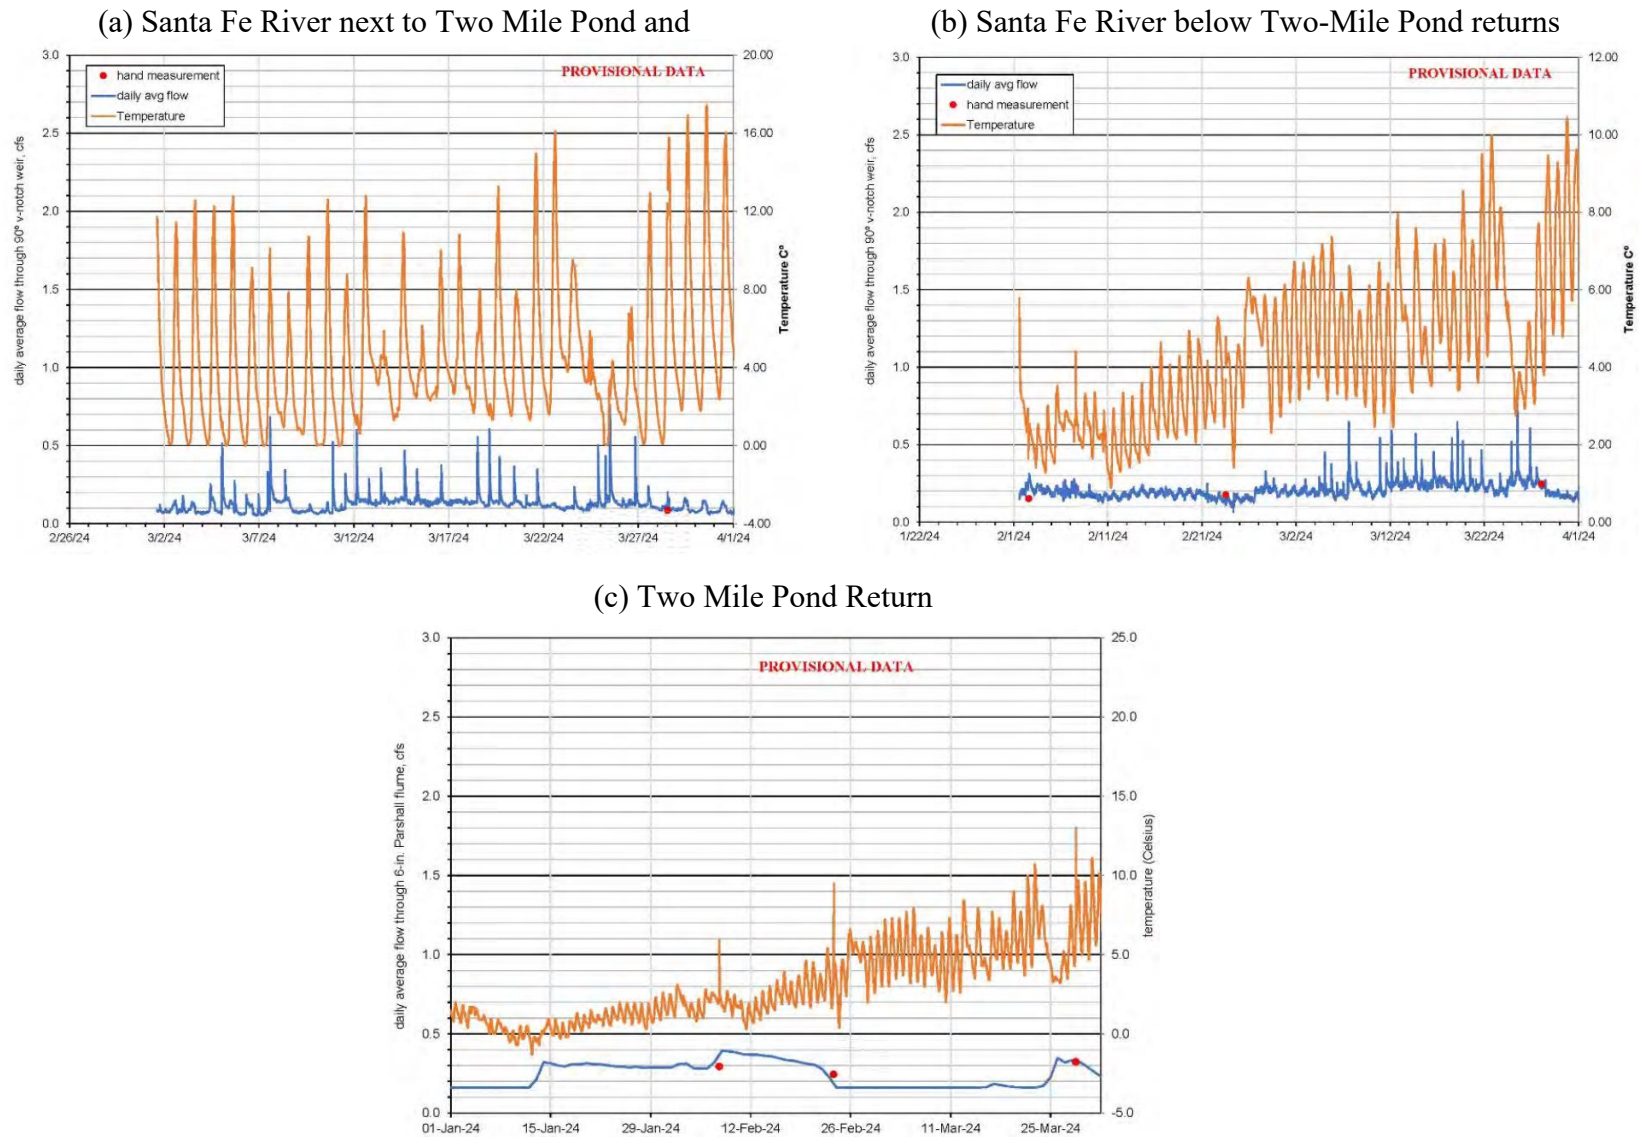 (a) Santa Fe River next to Two Mile Pond and
3.0
2.5
2.0
1.5
1.0
0.5
0.0
daily average flow through 90º v-notch weir, cfs
hand measurement
daily avg flow
Temperature
PROVISIONAL DATA
20.00
16.00
12.00
8.00
4.00
0.00
-4.00
Temperature Cº
2/26/24 3/2/24 3/7/24 3/12/24 3/17/24 3/22/24 3/27/24 4/1/24
(b) Santa Fe River below Two-Mile Pond returns
3.0
2.5
2.0
1.5
1.0
0.5
0.0
daily average flow through 90º v-notch weir, cfs
daily avg flow
hand measurement
Temperature
PROVISIONAL DATA
12.00
10.00
8.00
6.00
4.00
2.00
0.00
Temperature Cº
1/22/24 2/1/24 2/11/24 2/21/24 3/2/24 3/12/24 3/22/24 4/1/24
(c) Two Mile Pond Return
3.0
2.5
2.0
1.5
1.0
0.5
0.0
daily average flow through 6-in. Parshall flume, cfs
PROVISIONAL DATA
25.0
20.0
15.0
10.0
5.0
0.0
-5.0
temperature (Celsius)
01-Jan-24 15-Jan-24 29-Jan-24 12-Feb-24 26-Feb-24 11-Mar-24 25-Mar-24